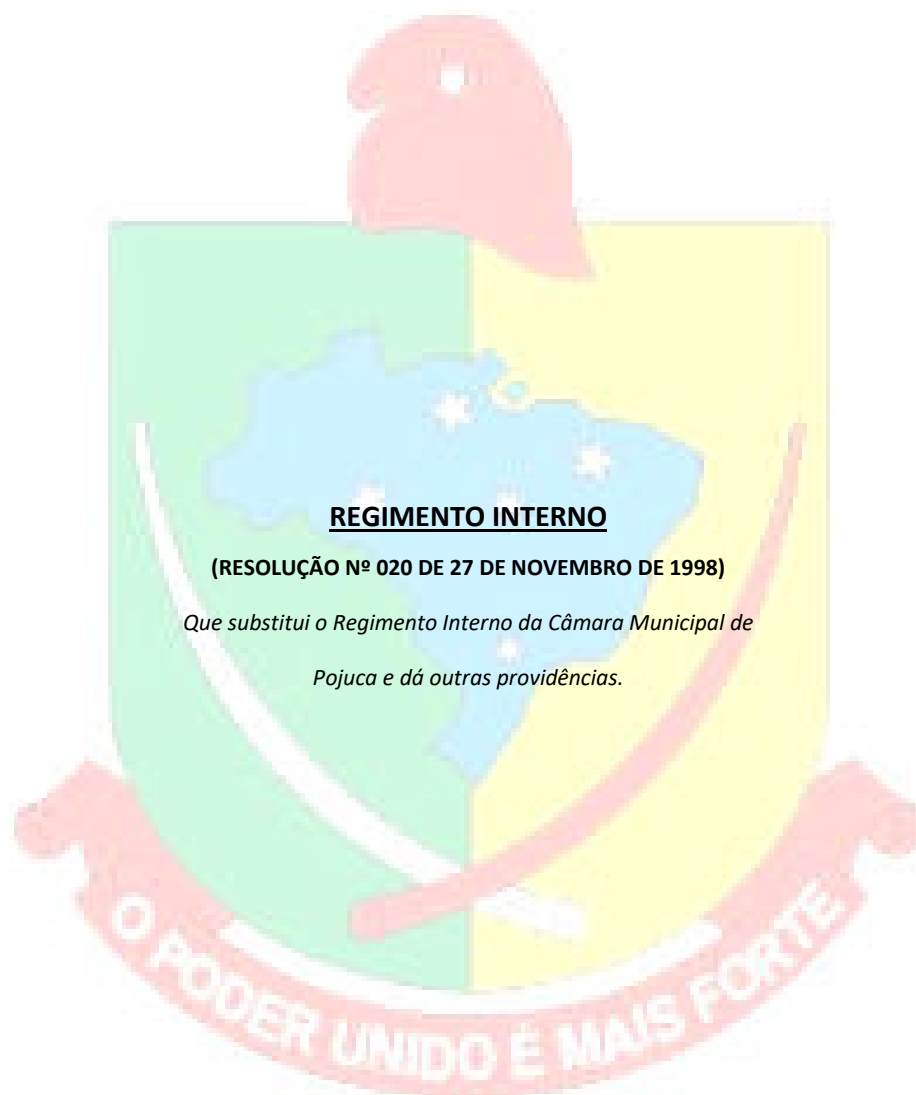 REGIMENTO INTERNO
(RESOLUÇÃO Nº 020 DE 27 DE NOVEMBRO DE 1998)
Que substitui o Regimento Interno da Câmara Municipal de
Pojuca e dá outras providências.
O PODER UNIDO É MAIS FORTE